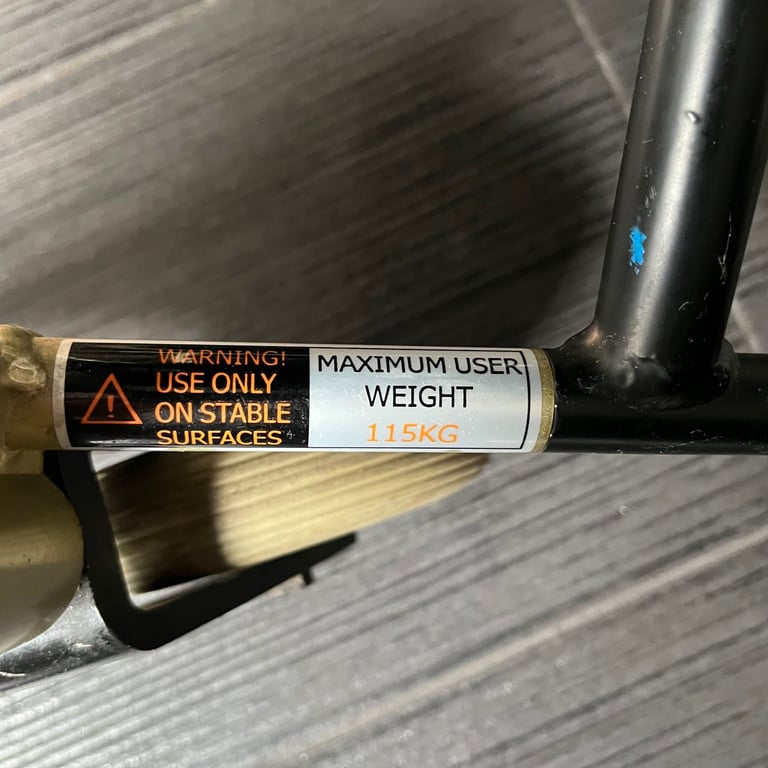 WARNING!
USE ONLY
ON STABLE
SURFACES
MAXIMUM USER
WEIGHT
115KG